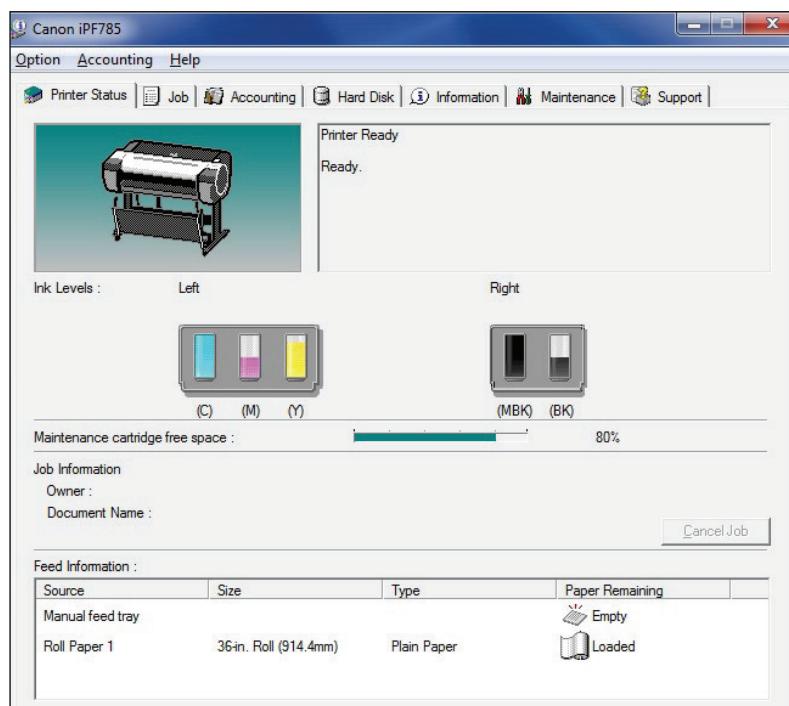 Canon iPF785
Option Accounting Help
Printer Status Job Accounting Hard Disk Information Maintenance Support
Printer Ready
Ready.
Ink Levels : Left Right
(C) (M) (Y) (MBK) (BK)
Maintenance cartridge free space : 80%
Job Information
Owner :
Document Name :
Cancel Job
Feed Information :
Source Size Type Paper Remaining
Manual feed tray Empty
Roll Paper 1 36-in. Roll (914.4mm) Plain Paper Loaded